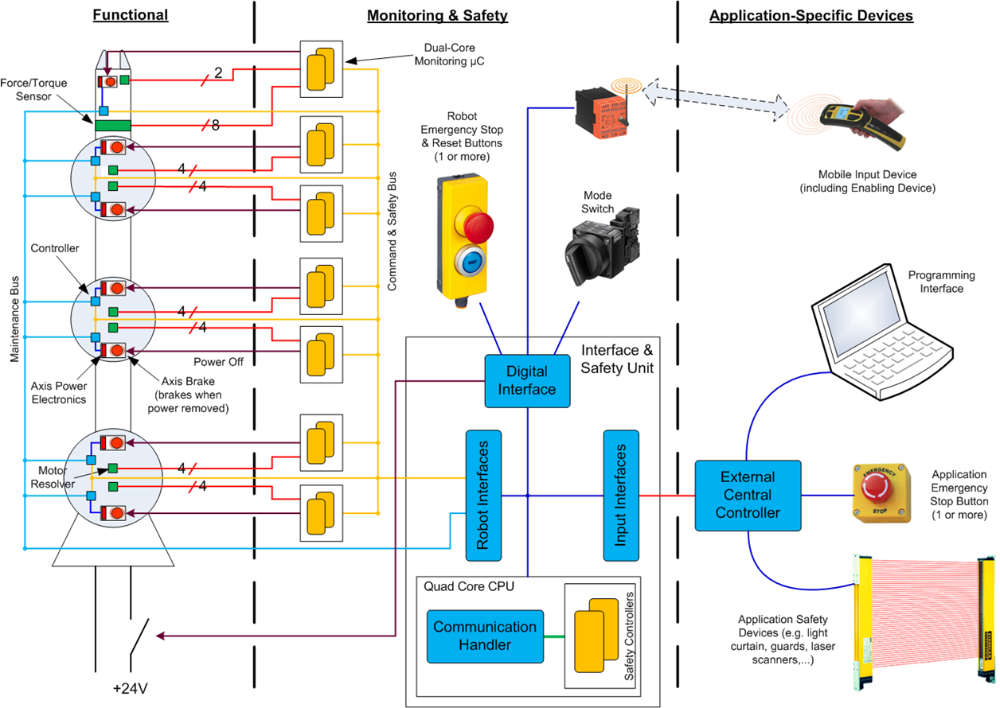 Functional
Monitoring & Safety
Application-Specific Devices
Dual-Core
Monitoring µC
Force/Torque
Sensor
2
8
4
4
Robot
Emergency Stop
& Reset Buttons
(1 or more)
Mode
Switch
Mobile Input Device
(including Enabling Device)
Command & Safety Bus
Controller
Maintenance Bus
4
4
Power Off
Axis Power
Electronics
Axis Brake
(brakes when
power removed)
Programming
Interface
Interface &
Safety Unit
Digital
Interface
Motor
Resolver
4
4
Robot Interfaces
Input Interfaces
External
Central
Controller
EMERGENCY
STOP
Application
Emergency
Stop Button
(1 or more)
Quad Core CPU
Communication
Handler
Safety Controllers
Application Safety
Devices (e.g. light
curtain, guards, laser
scanners,...)
+24V